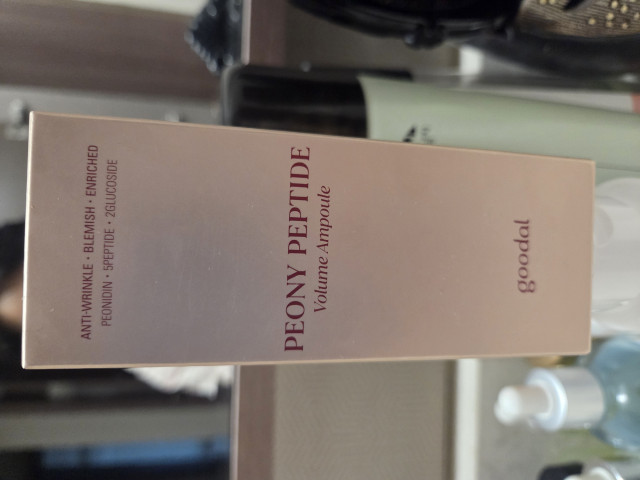 ANTI-WRINKLE • BLEMISH • ENRICHED
PEONIDIN • 5PEPTIDE • 2GLUCOSIDE
PEONY PEPTIDE
Volume Ampoule
goodal